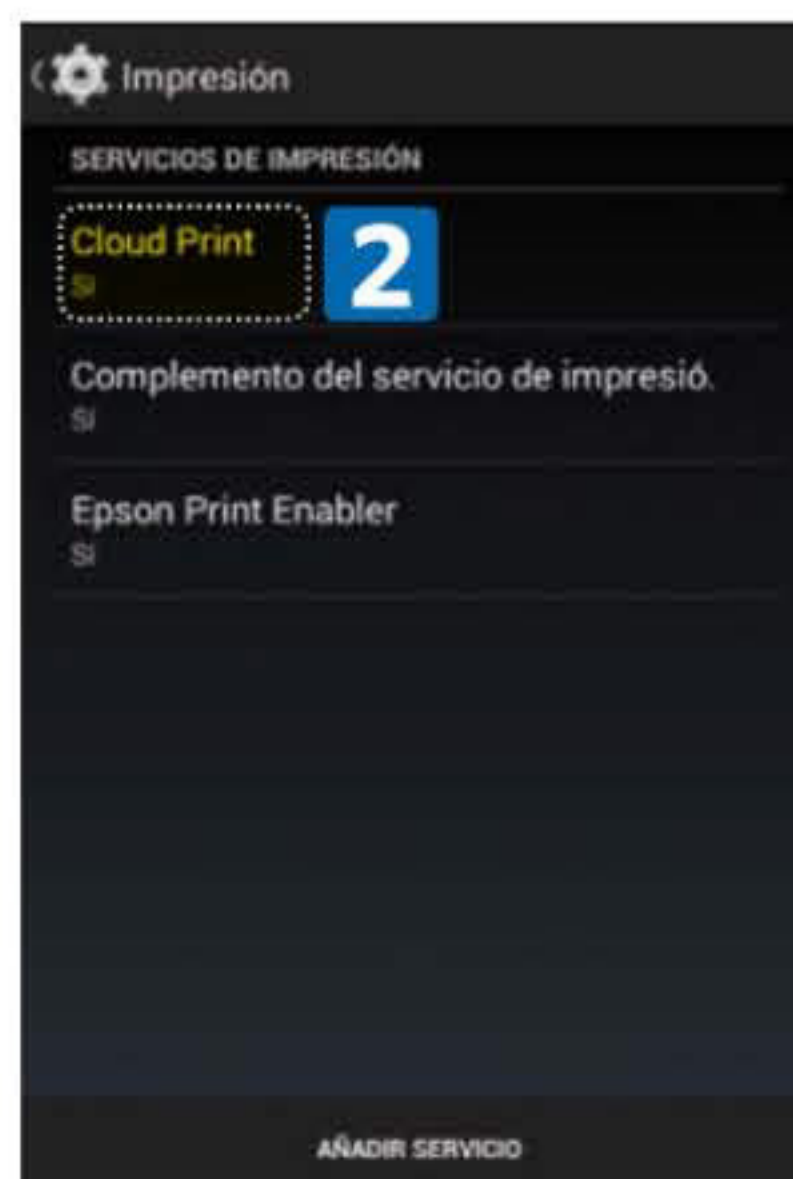 Impresión
SERVICIOS DE IMPRESIÓN
Cloud Print
Sí
2
Complemento del servicio de impresió.
Sí
Epson Print Enabler
Sí
AÑADIR SERVICIO